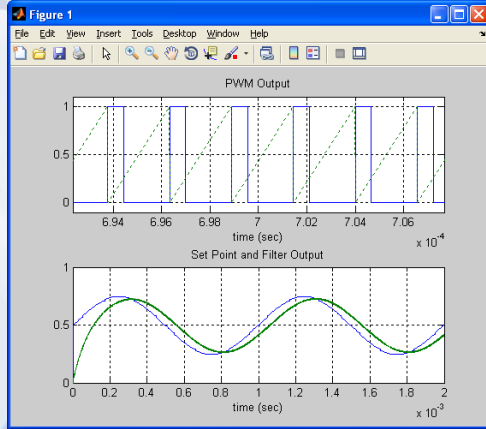 Figure 1
File Edit View Insert Tools Desktop Window Help
PWM Output
1
0.5
0
6.94 6.96 6.98 7 7.02 7.04 7.06
time (sec)
x 10^-4
Set Point and Filter Output
1
0.5
0
0 0.2 0.4 0.6 0.8 1 1.2 1.4 1.6 1.8 2
time (sec)
x 10^-3